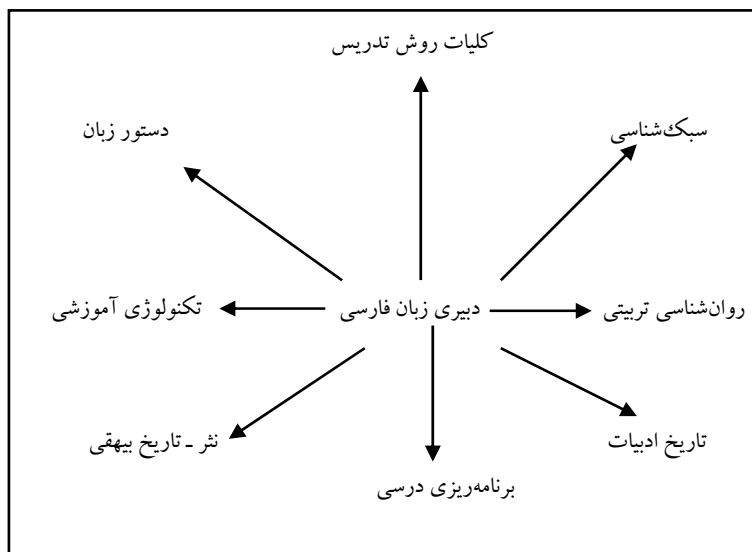 کلیات روش تدریس
سبک‌شناسی
دستور زبان
روان‌شناسی تربیتی
دبیری زبان فارسی
تکنولوژی آموزشی
تاریخ ادبیات
نثر ـ تاریخ بیهقی
برنامه‌ریزی درسی